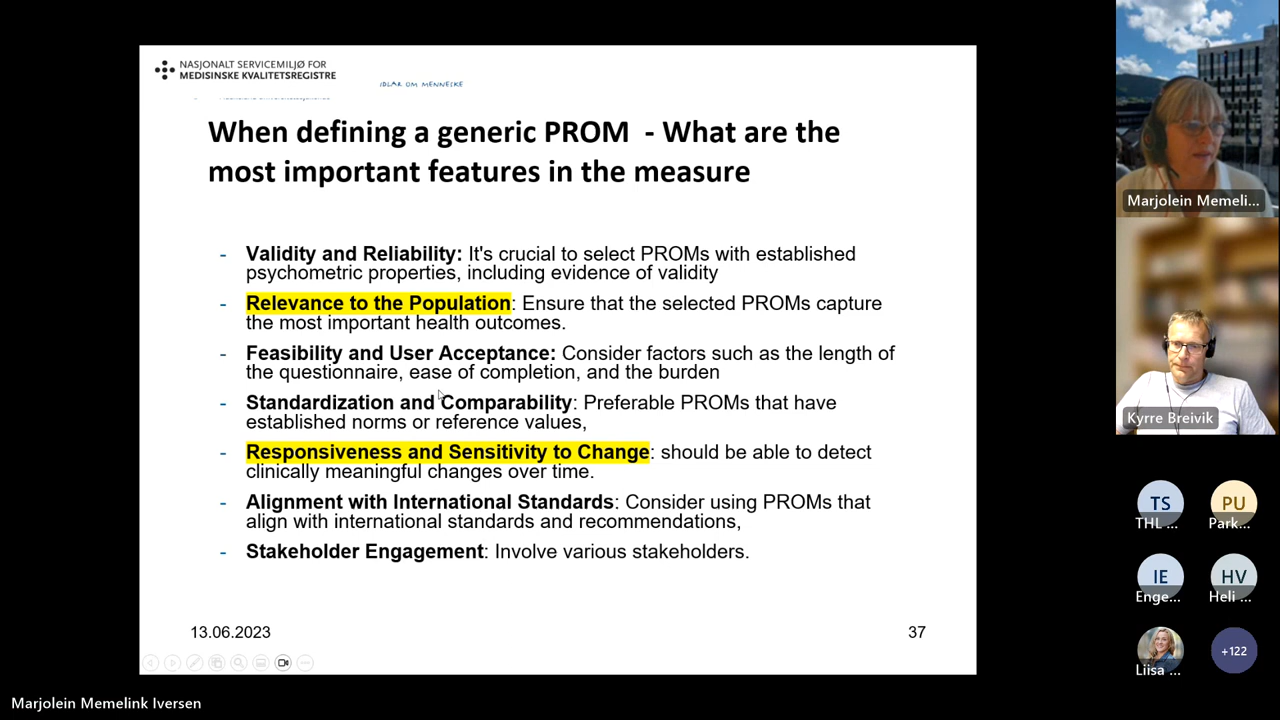 NASJONALT SERVICEMILJØ FOR
MEDISINSKE KVALITETSREGISTRE
IDLAR OM MENNESKE
When defining a generic PROM - What are the
most important features in the measure
- Validity and Reliability: It's crucial to select PROMs with established
psychometric properties, including evidence of validity
- Relevance to the Population: Ensure that the selected PROMs capture
the most important health outcomes.
- Feasibility and User Acceptance: Consider factors such as the length of
the questionnaire, ease of completion, and the burden
- Standardization and Comparability: Preferable PROMs that have
established norms or reference values,
- Responsiveness and Sensitivity to Change: should be able to detect
clinically meaningful changes over time.
- Alignment with International Standards: Consider using PROMs that
align with international standards and recommendations,
- Stakeholder Engagement: Involve various stakeholders.
13.06.2023
37
Marjolein Memelink Iversen
Marjolein Memeli...
Kyrre Breivik
TS
THL ...
PU
Park...
IE
Enge...
HV
Heli ...
Liisa ...
+122